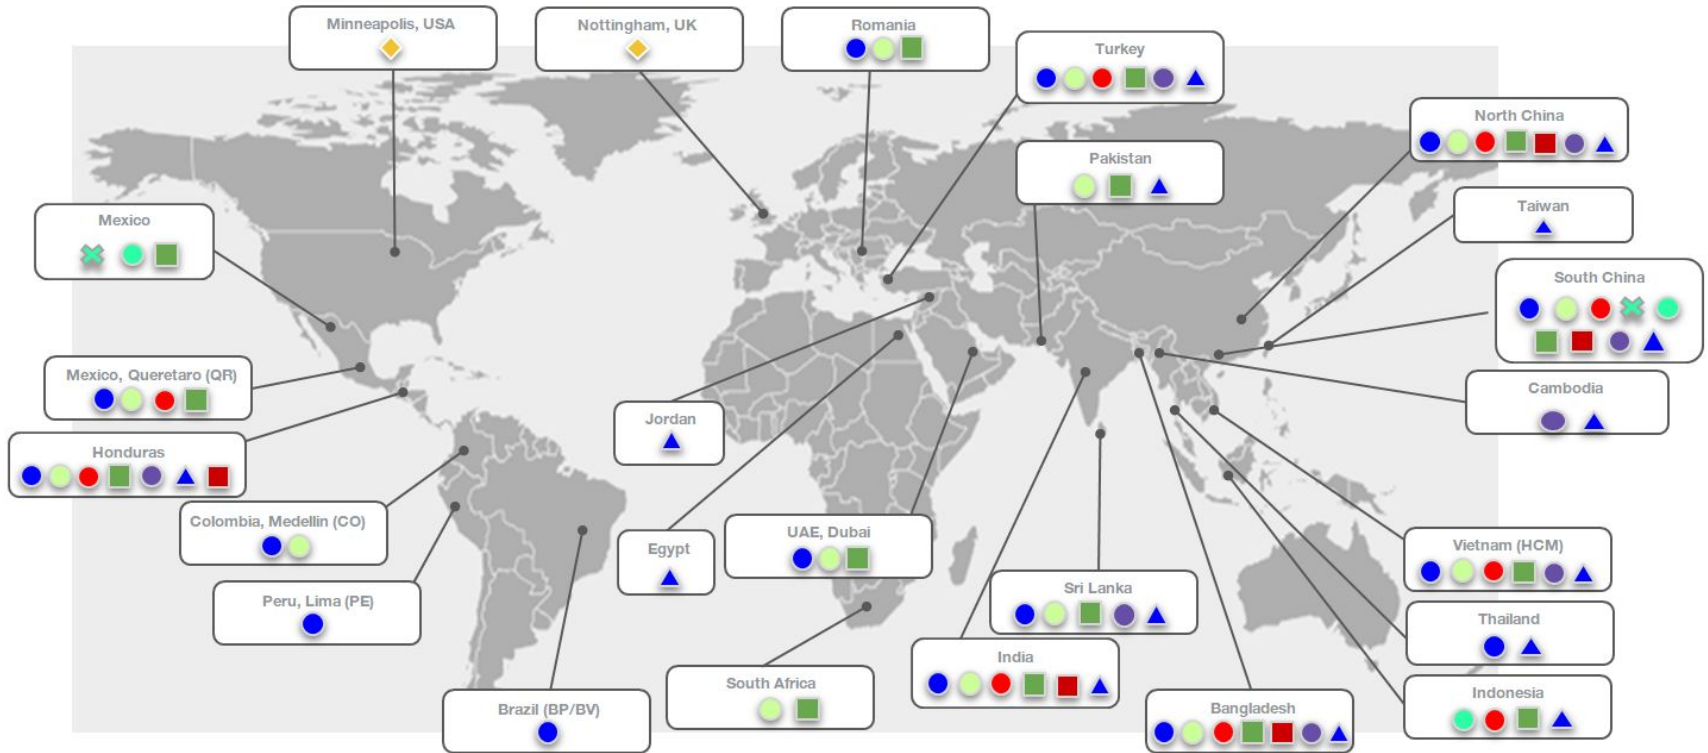 Minneapolis, USA
Nottingham, UK
Romania
Turkey
North China
Pakistan
Taiwan
Mexico
South China
Mexico, Queretaro (QR)
Cambodia
Jordan
Honduras
Colombia, Medellin (CO)
UAE, Dubai
Egypt
Vietnam (HCM)
Sri Lanka
Peru, Lima (PE)
Thailand
India
South Africa
Indonesia
Brazil (BP/BV)
Bangladesh